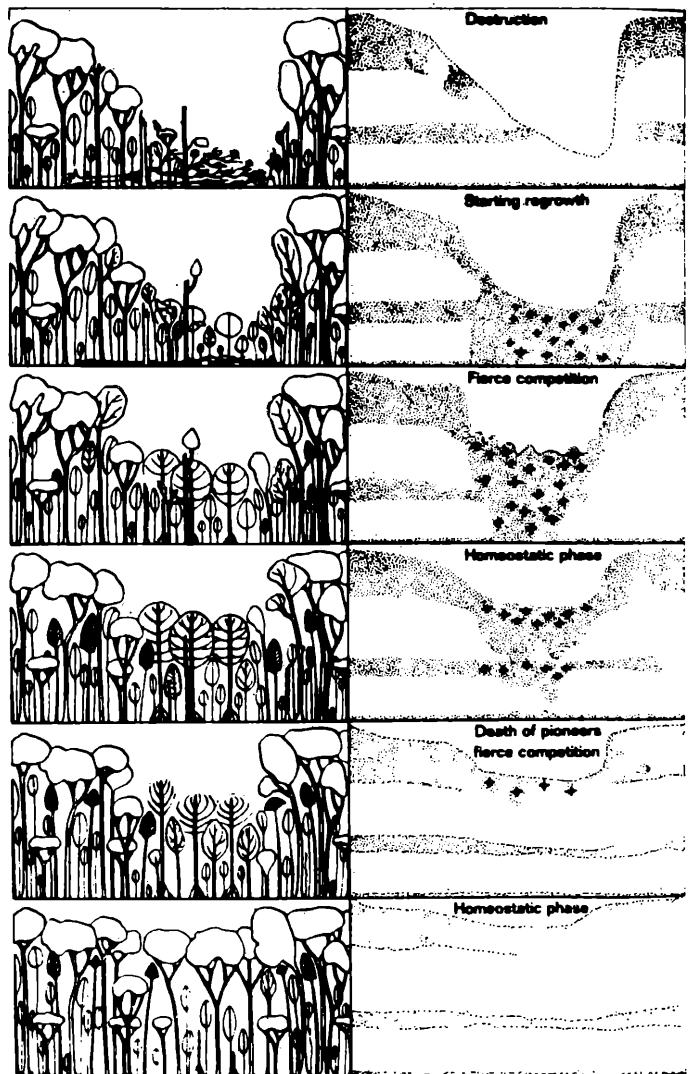 Destruction
Starting regrowth
Fierce competition
Homeostatic phase
Death of pioneers
fierce competition
Homeostatic phase